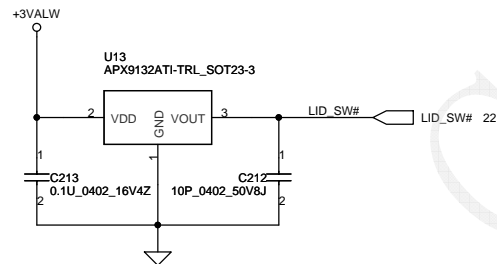 +3VALW
U13
APX9132ATI-TRL_SOT23-3
2 VDD GND VOUT 3 LID_SW# LID_SW# 22
1 1 1
C213 C212
0.1U_0402_16V4Z 10P_0402_50V8J
2 2